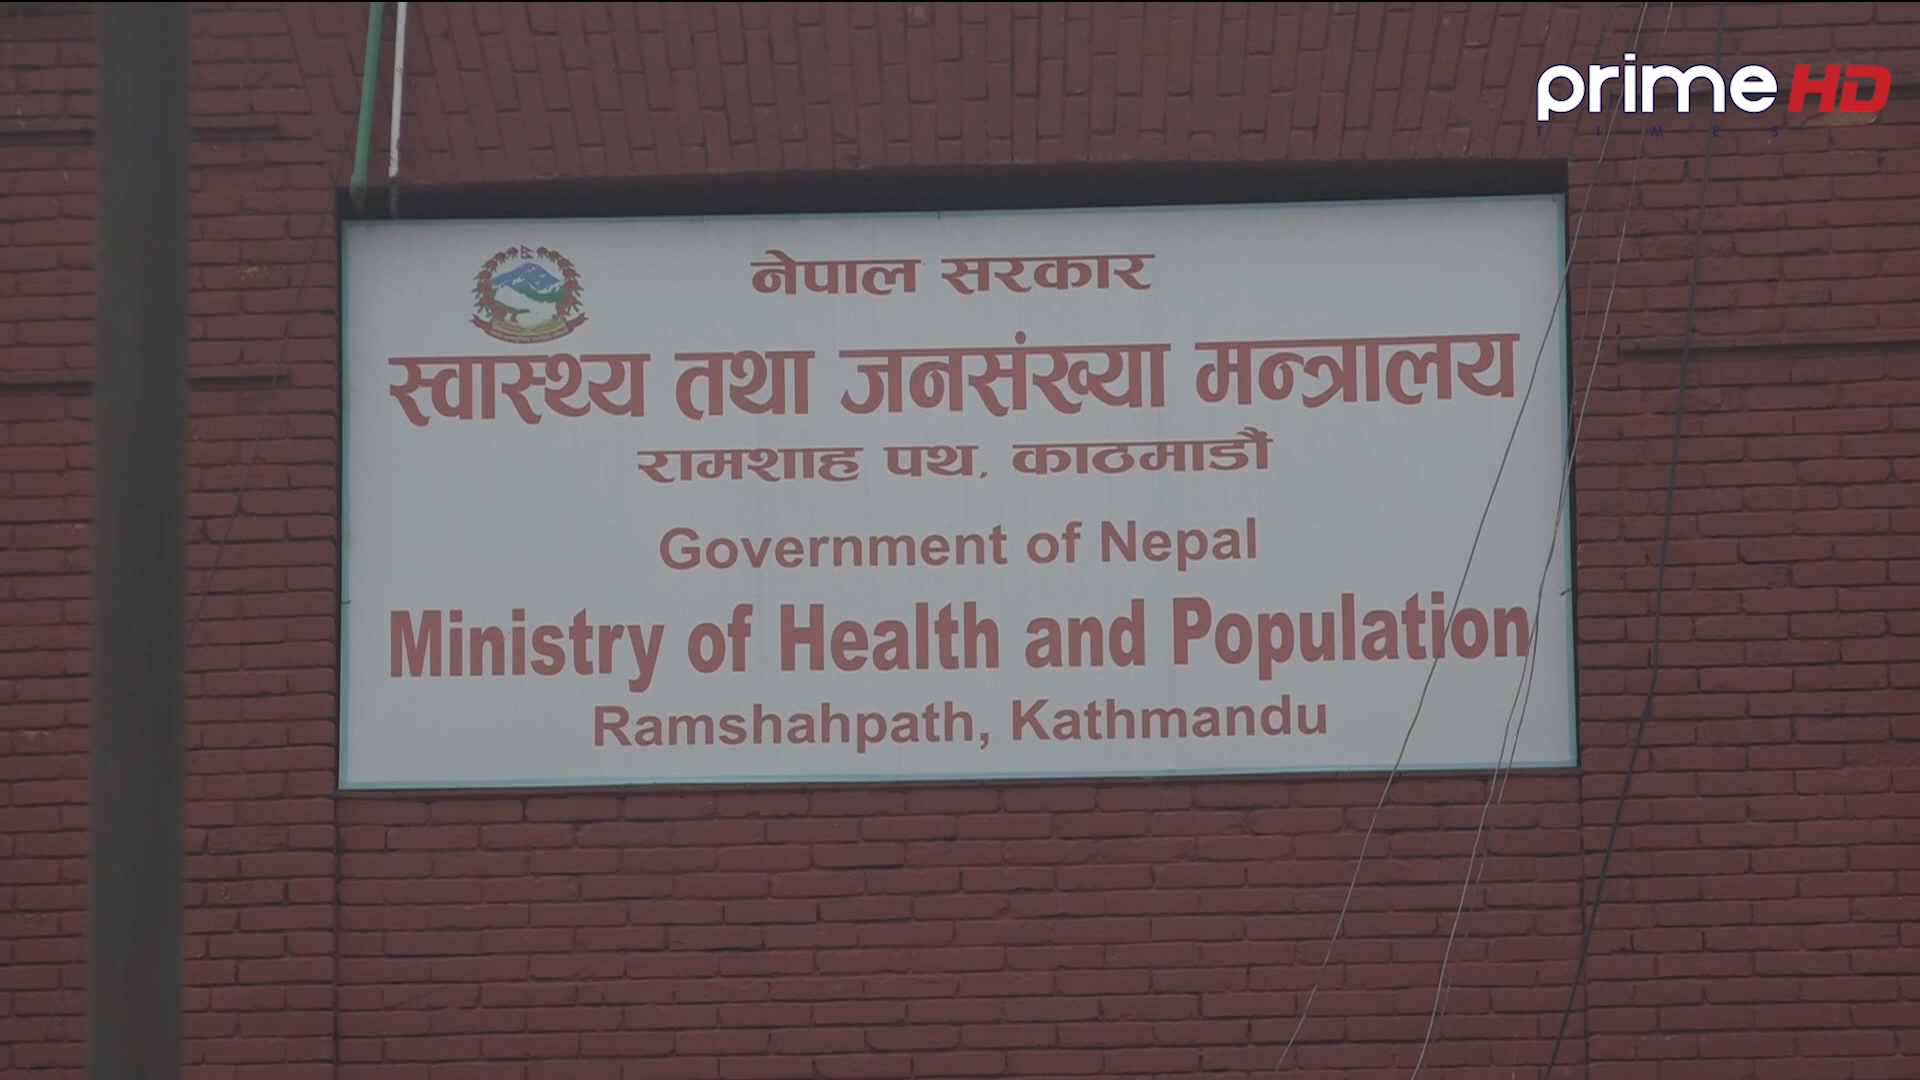 prime HD
TIMES
नेपाल सरकार
स्वास्थ्य तथा जनसंख्या मन्त्रालय
रामशाह पथ, काठमाडौं
Government of Nepal
Ministry of Health and Population
Ramshahpath, Kathmandu